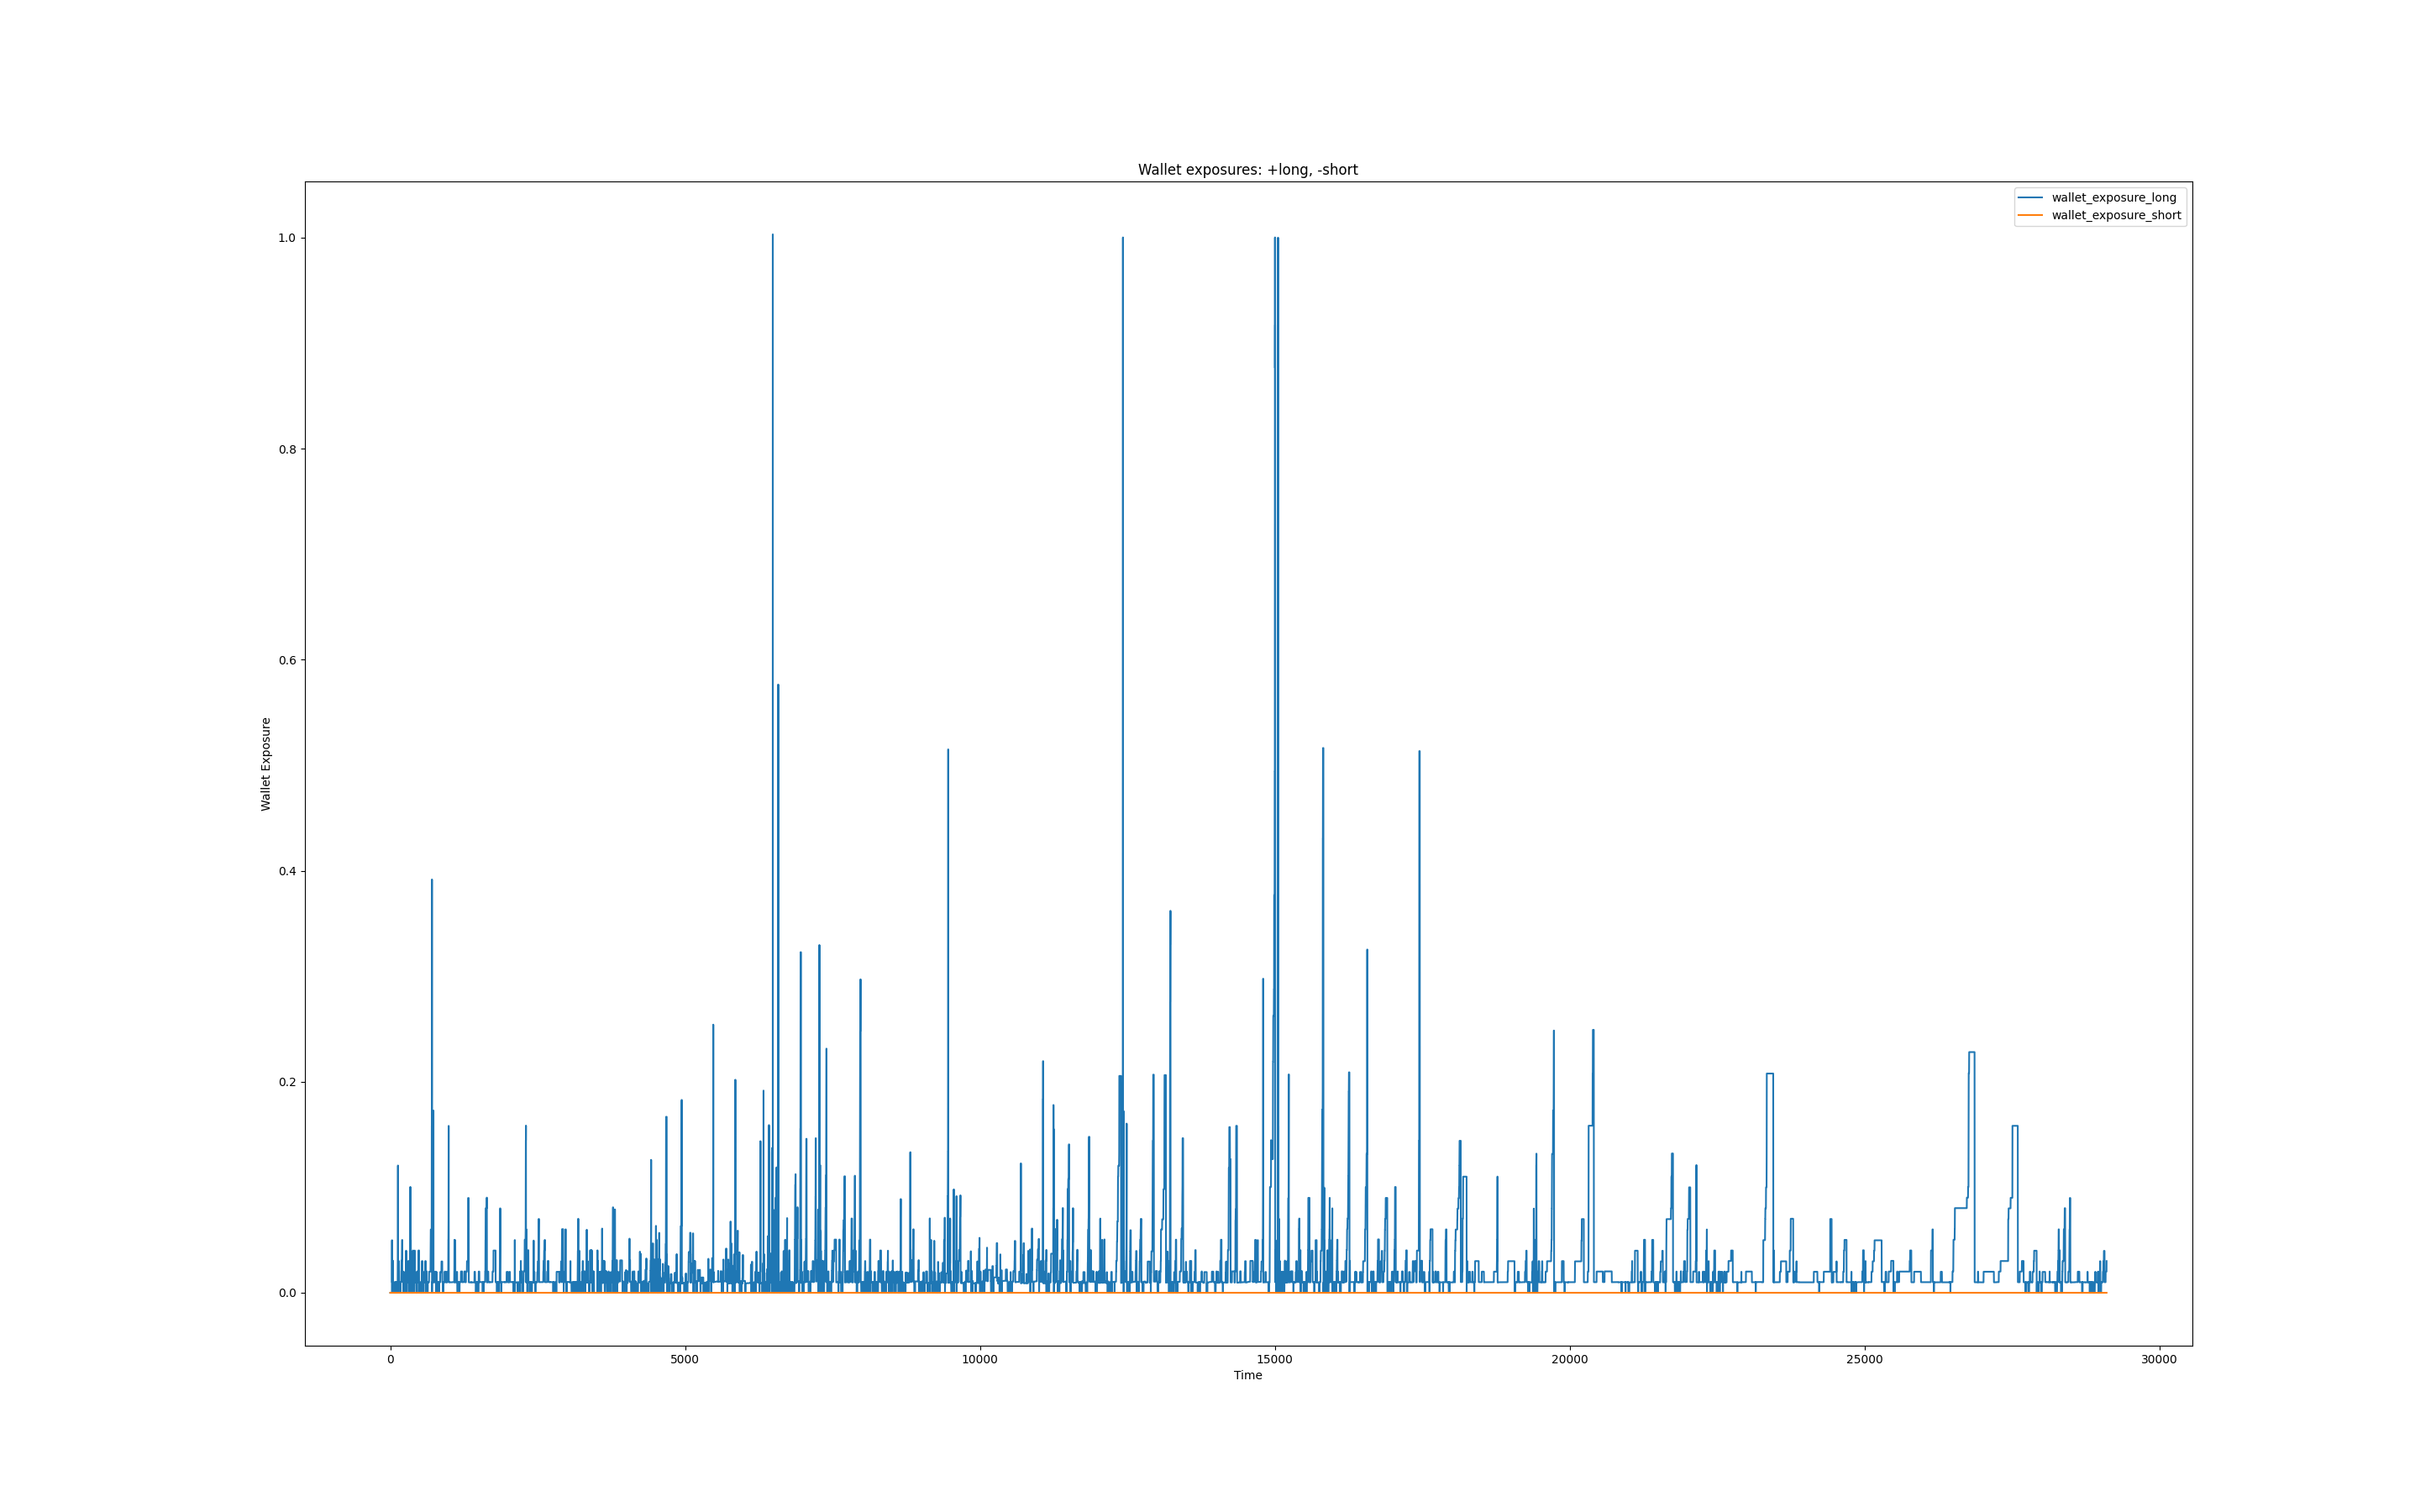 Wallet exposures: +long, -short
wallet_exposure_long
wallet_exposure_short
1.0
0.8
0.6
0.4
0.2
0.0
Wallet Exposure
0 5000 10000 15000 20000 25000 30000
Time